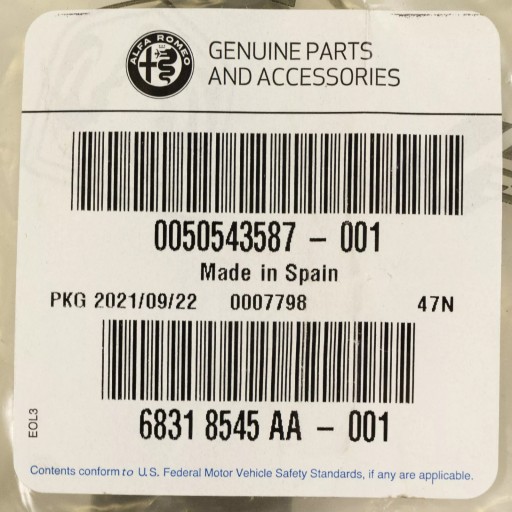 ALFA ROMEO
GENUINE PARTS
AND ACCESSORIES
0050543587 - 001
Made in Spain
PKG 2021/09/22 0007798 47N
6831 8545 AA - 001
EOL3
Contents conform to U.S. Federal Motor Vehicle Safety Standards, if any are applicable.